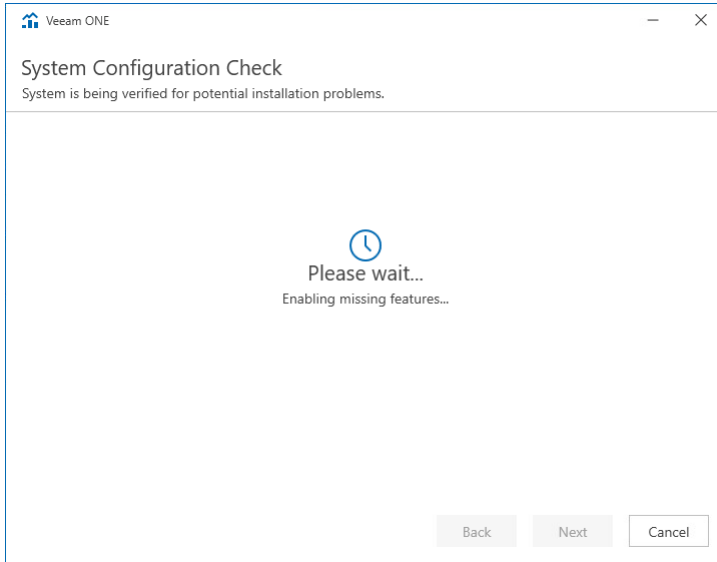 Veeam ONE
System Configuration Check
System is being verified for potential installation problems.
Please wait...
Enabling missing features...
Back
Next
Cancel